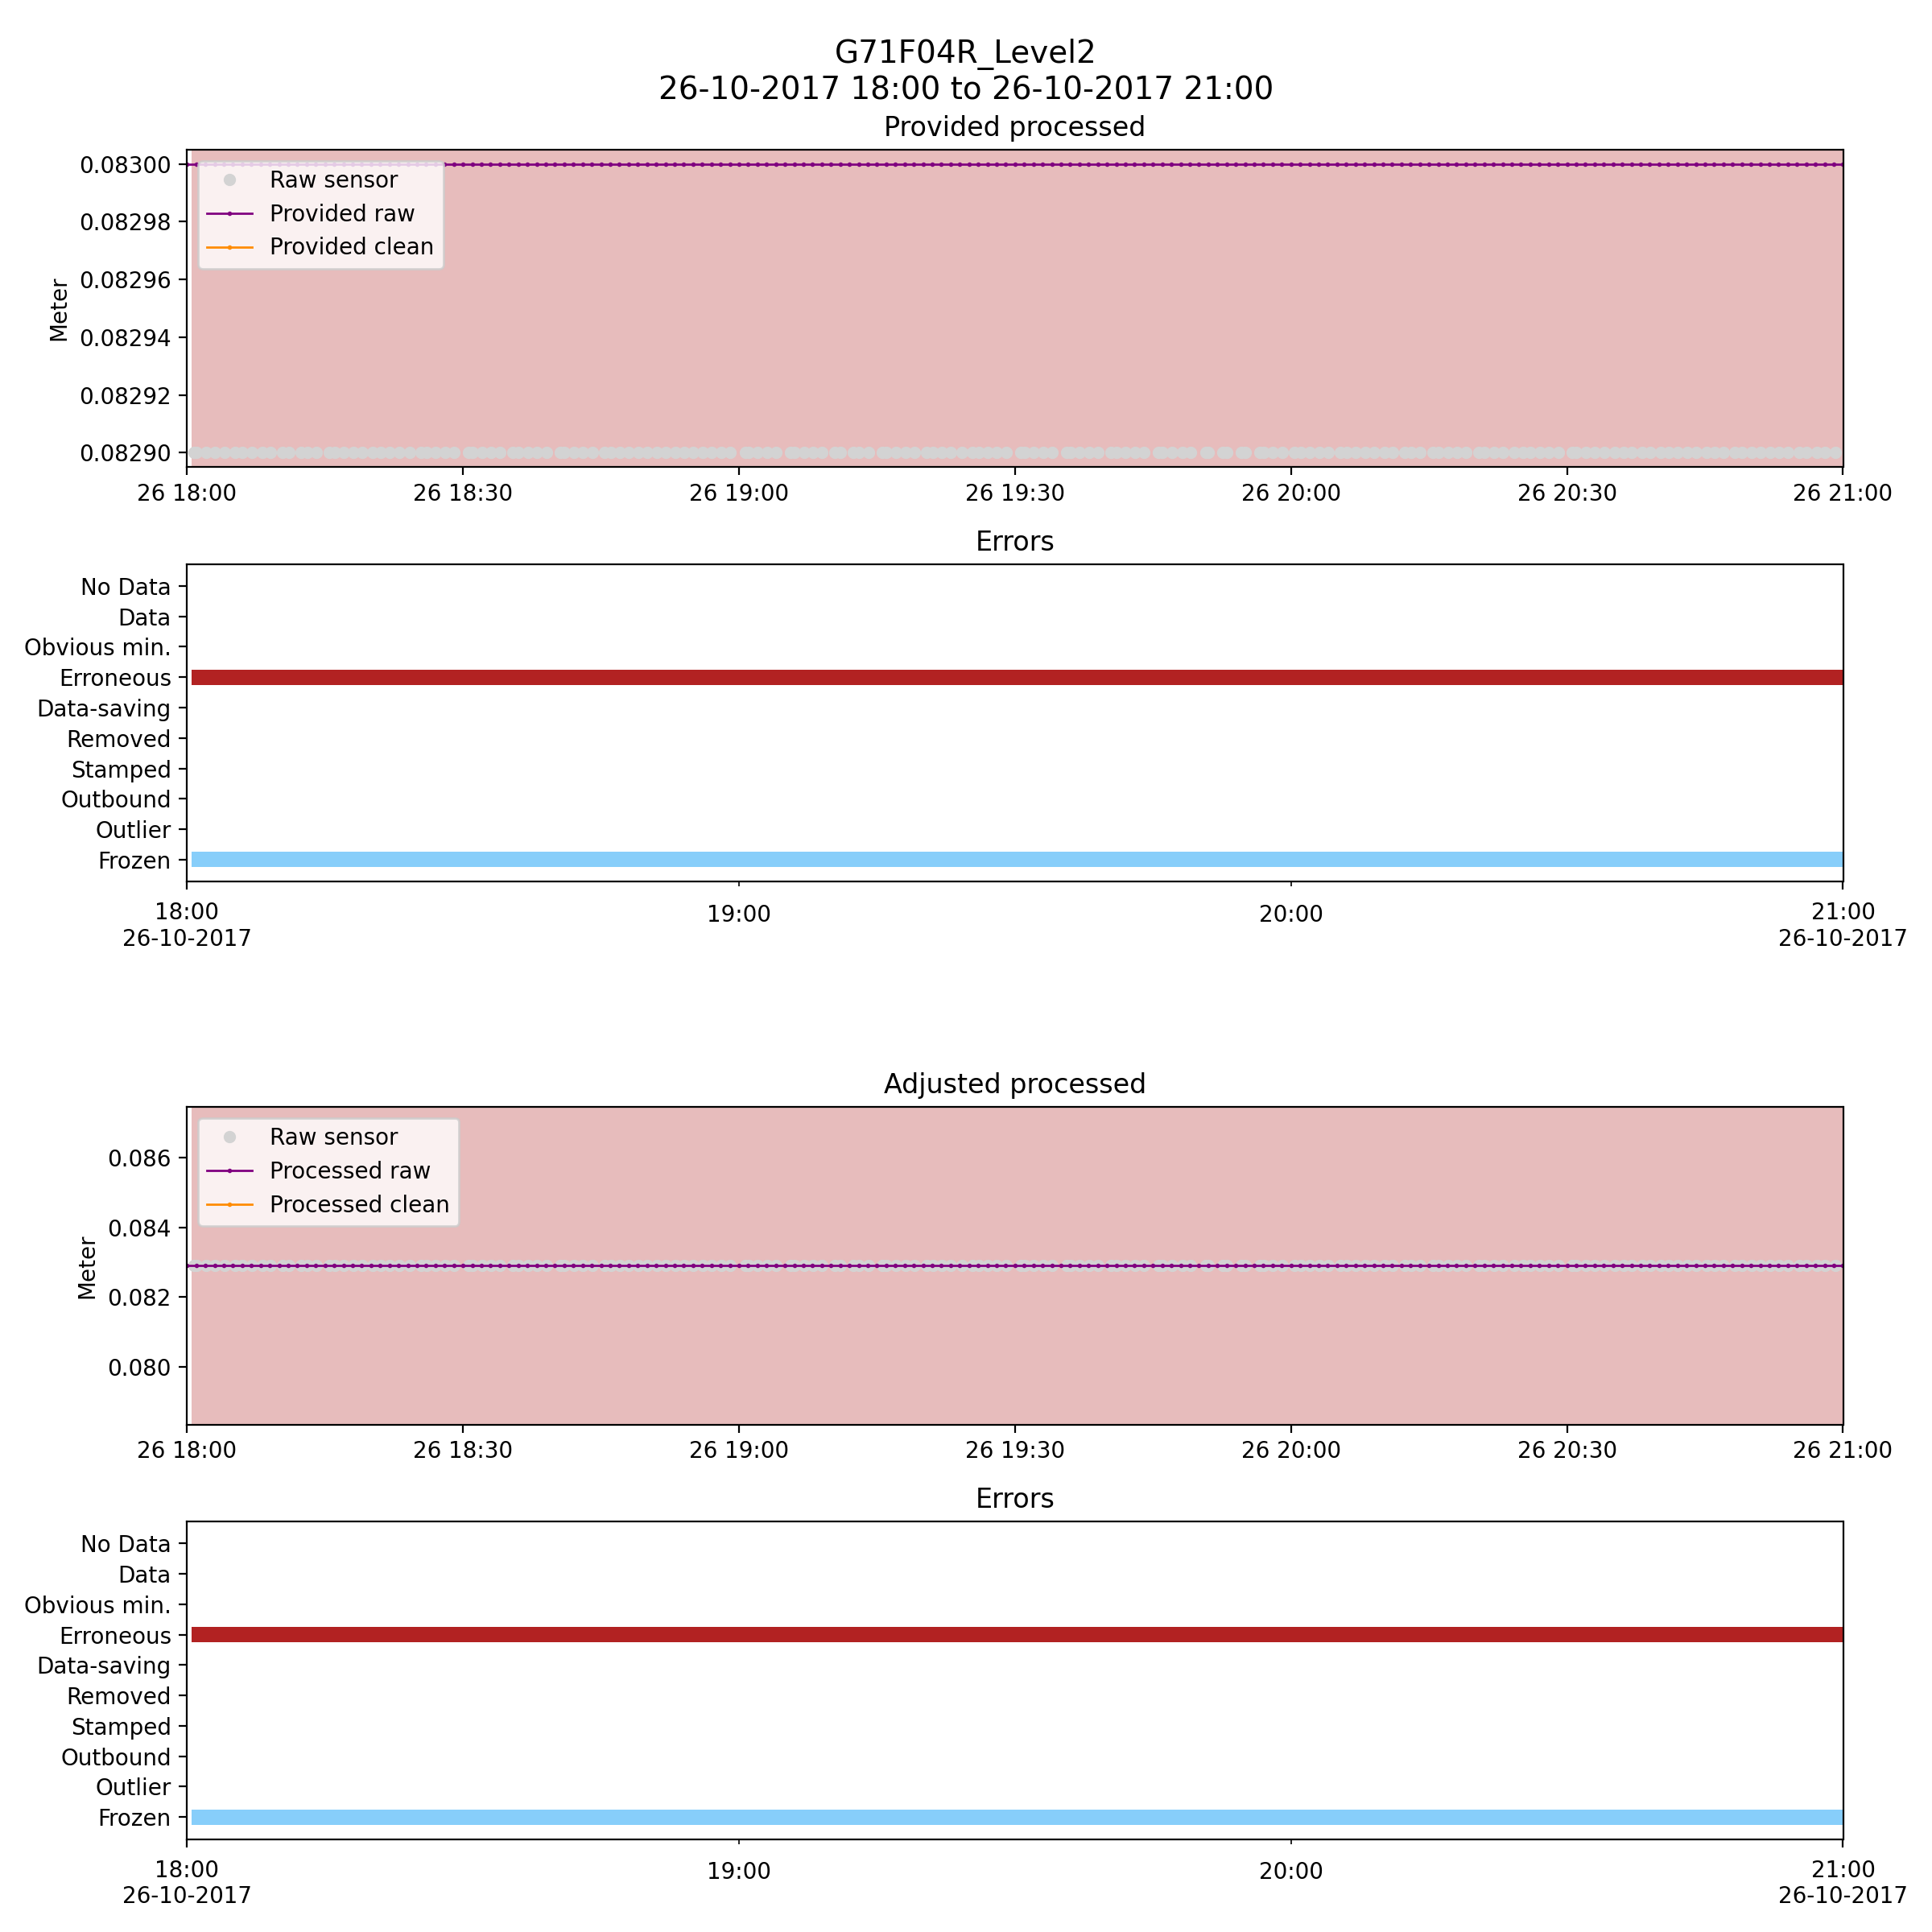 G71F04R_Level2
26-10-2017 18:00 to 26-10-2017 21:00
Provided processed
0.08300
0.08298
0.08296
0.08294
0.08292
0.08290
Meter
Raw sensor
Provided raw
Provided clean
26 18:00 26 18:30 26 19:00 26 19:30 26 20:00 26 20:30 26 21:00
Errors
No Data
Data
Obvious min.
Erroneous
Data-saving
Removed
Stamped
Outbound
Outlier
Frozen
18:00 19:00 20:00 21:00
26-10-2017 26-10-2017
Adjusted processed
0.086
0.084
0.082
0.080
Meter
Raw sensor
Processed raw
Processed clean
26 18:00 26 18:30 26 19:00 26 19:30 26 20:00 26 20:30 26 21:00
Errors
No Data
Data
Obvious min.
Erroneous
Data-saving
Removed
Stamped
Outbound
Outlier
Frozen
18:00 19:00 20:00 21:00
26-10-2017 26-10-2017